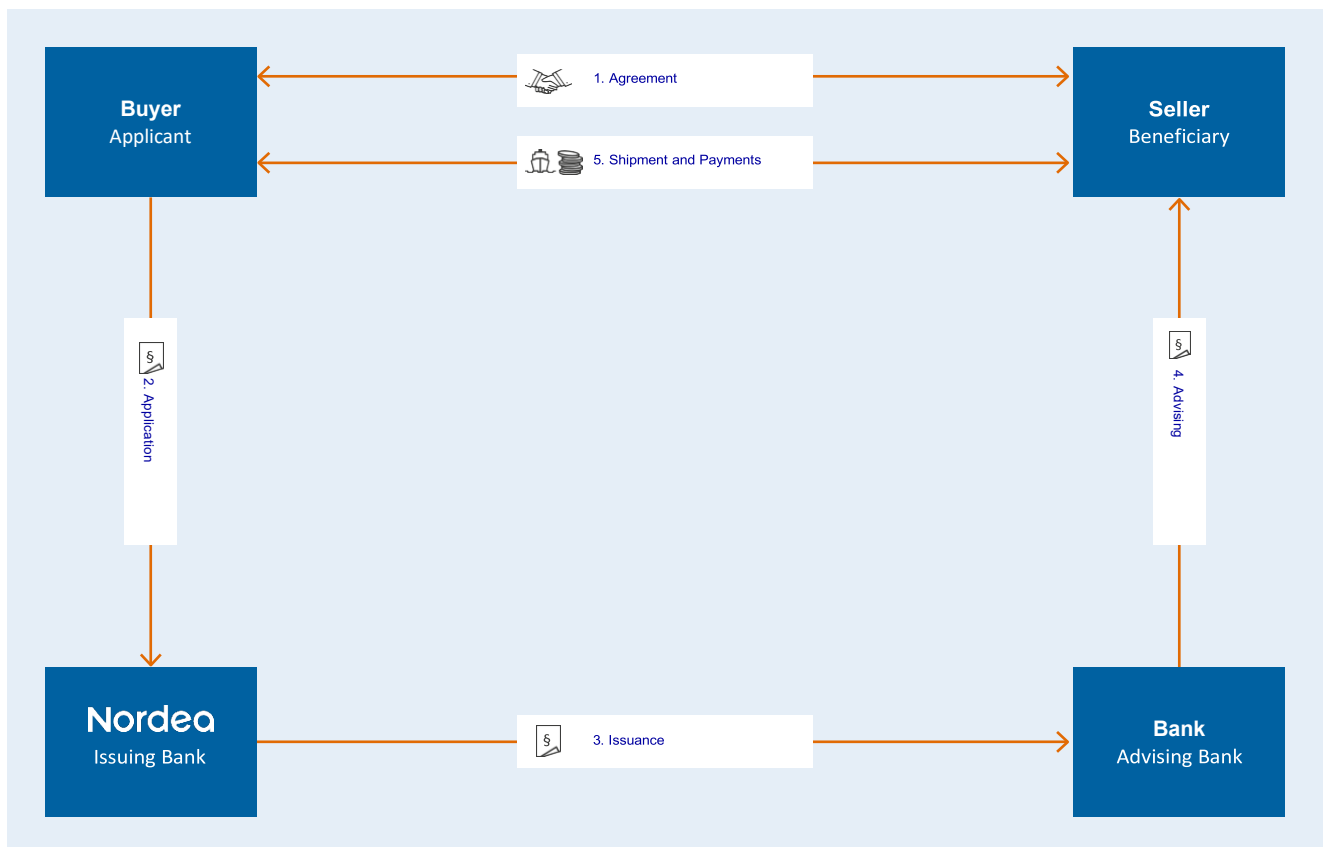 Buyer
Applicant
1. Agreement
5. Shipment and Payments
Seller
Beneficiary
§
2. Application
§
4. Advising
Nordea
Issuing Bank
§
3. Issuance
Bank
Advising Bank